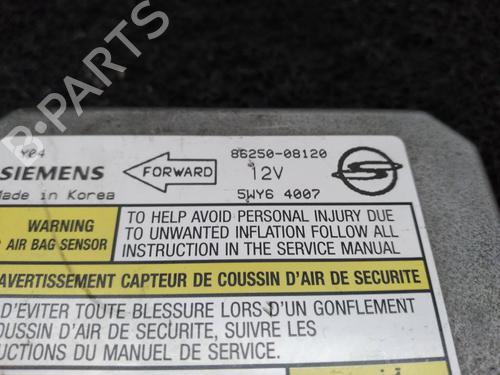 B-PARTS
Y04
SIEMENS
FORWARD
86250-08120
12V
Made in Korea
5WY6 4007
WARNING
AIR BAG SENSOR
TO HELP AVOID PERSONAL INJURY DUE
TO UNWANTED INFLATION FOLLOW ALL
INSTRUCTION IN THE SERVICE MANUAL
AVERTISSEMENT CAPTEUR DE COUSSIN D'AIR DE SECURITE
D'ÉVITER TOUTE BLESSURE LORS D'UN GONFLEMENT
COUSSIN D'AIR DE SECURITE, SUIVRE LES
UCTIONS DU MANUEL DE SERVICE.